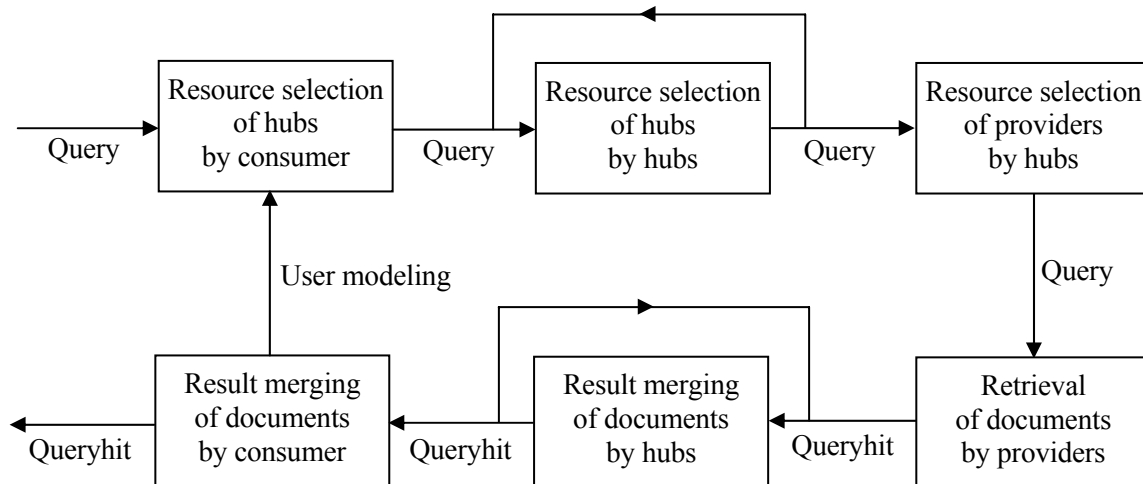 Resource selection
of hubs
by consumer
Resource selection
of hubs
by hubs
Resource selection
of providers
by hubs
Query
Query
Query
User modeling
Query
Result merging
of documents
by consumer
Result merging
of documents
by hubs
Retrieval
of documents
by providers
Queryhit
Queryhit
Queryhit